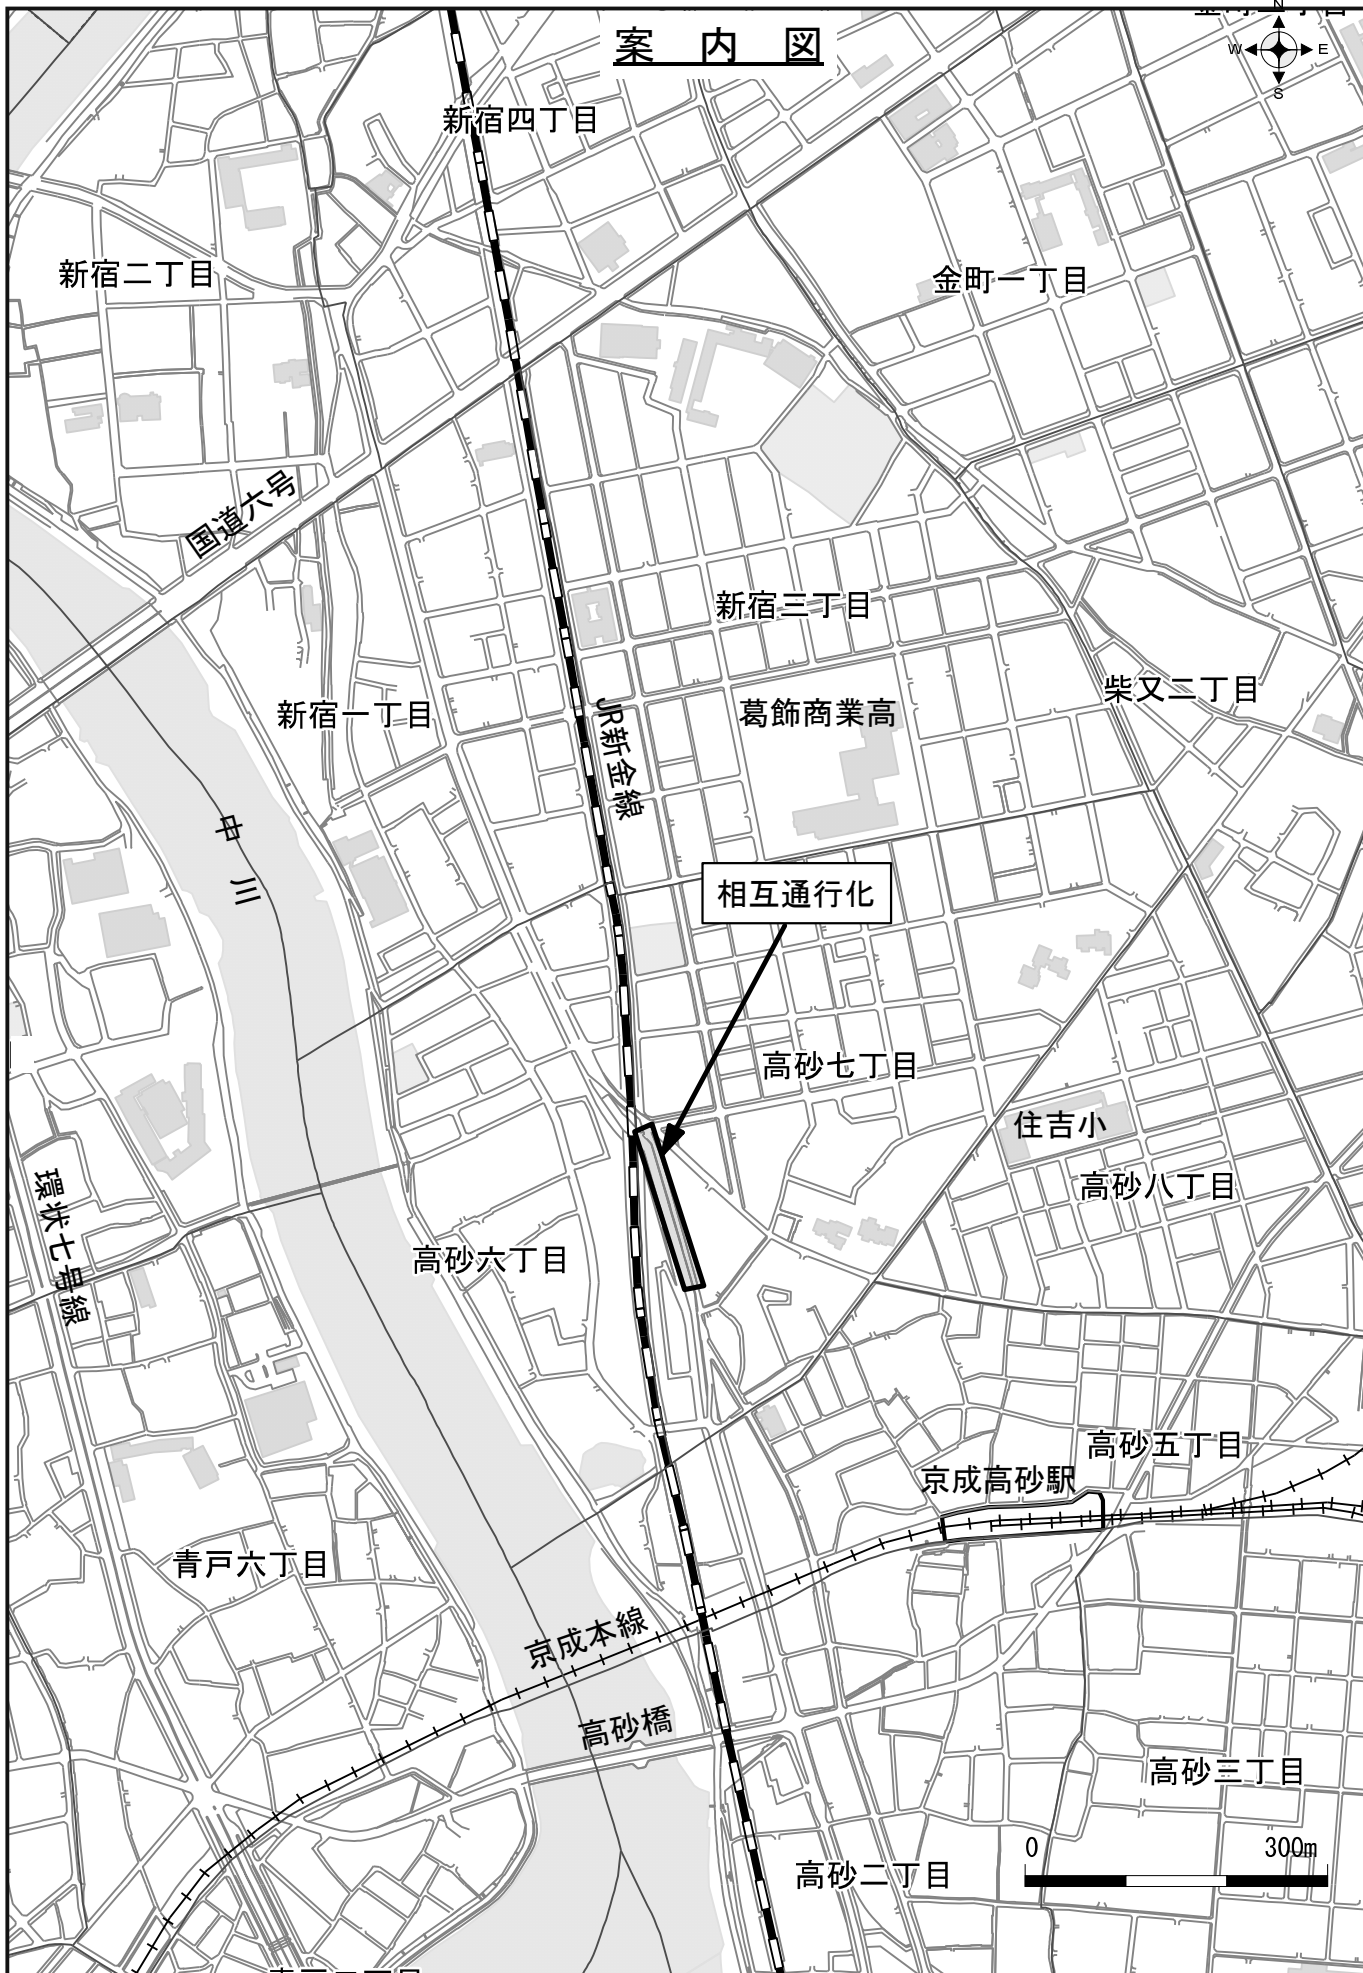 案 内 図
N
W
E
S
新宿四丁目
新宿二丁目
金町一丁目
国道六号
新宿三丁目
柴又二丁目
新宿一丁目
JR新金線
葛飾商業高
中川
相互通行化
高砂七丁目
住吉小
環状七号線
高砂八丁目
高砂六丁目
高砂五丁目
京成高砂駅
青戸六丁目
京成本線
高砂橋
高砂三丁目
0
300m
高砂二丁目